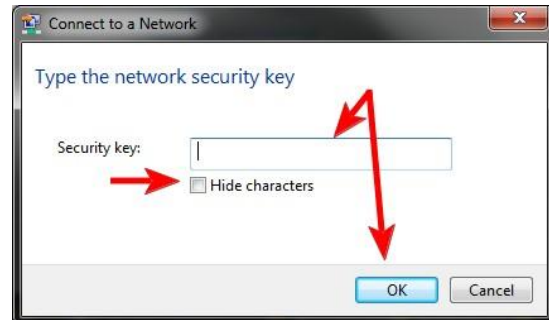 Connect to a Network
Type the network security key
Security key:
Hide characters
OK Cancel